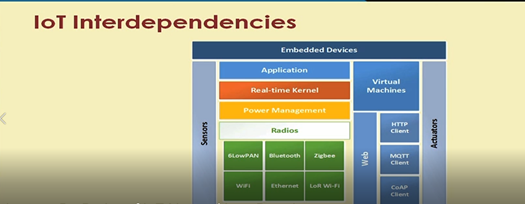 IoT Interdependencies
Embedded Devices
Sensors
Application
Real-time Kernel
Power Management
Radios
6LowPAN
Bluetooth
Zigbee
WiFi
Ethernet
LoR Wi-Fi
Virtual
Machines
Web
HTTP
Client
MQTT
Client
CoAP
Client
Actuators